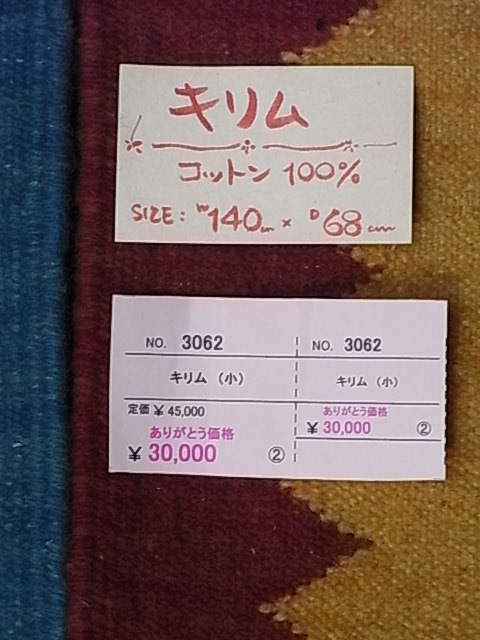 キリム
コットン 100%
SIZE: W140cm × D68cm
NO. 3062
キリム (小)
定価 ¥ 45,000
ありがとう価格
¥ 30,000 ②
NO. 3062
キリム (小)
ありがとう価格
¥ 30,000 ②